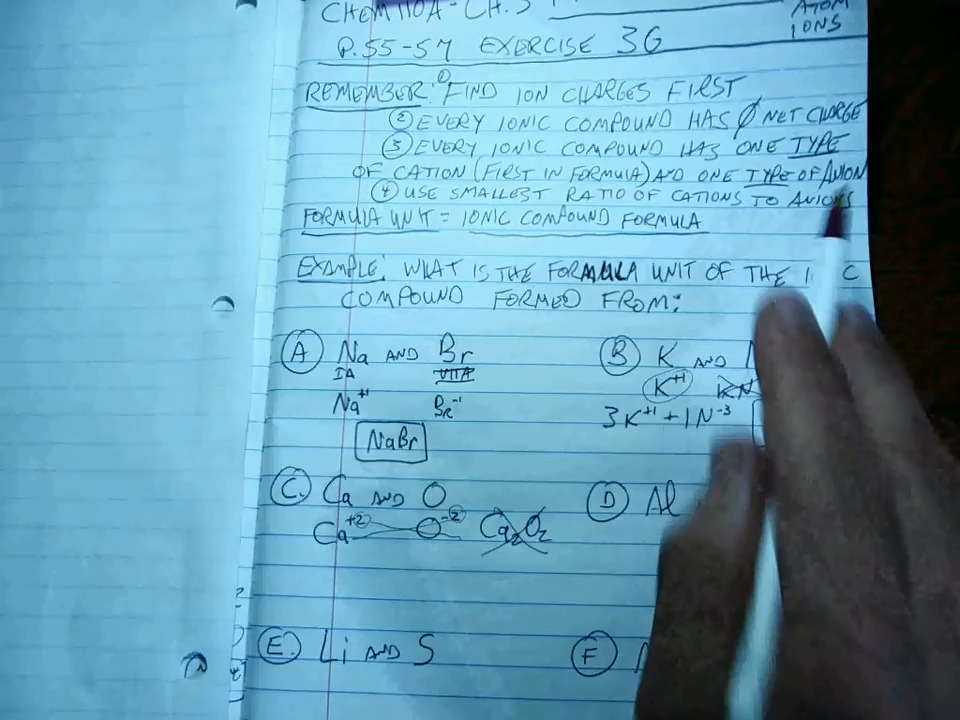 CHEM 110A - CH. 3
ATOM
IONS
P. 55-57 EXERCISE 3G
REMEMBER: ① FIND ION CHARGES FIRST
② EVERY IONIC COMPOUND HAS 0 NET CHARGE
③ EVERY IONIC COMPOUND HAS ONE TYPE
OF CATION (FIRST IN FORMULA) AND ONE TYPE OF ANION
④ USE SMALLEST RATIO OF CATIONS TO ANIONS
FORMULA UNIT = IONIC COMPOUND FORMULA
EXAMPLE: WHAT IS THE FORMULA UNIT OF THE
COMPOUND FORMED FROM:
A Na AND Br
IA VIIA
Na+1 Br-1
NaBr
B K AND
K+1 KN
3K+1 + 1N-3
C. Ca AND O
Ca+2 O-2 Ca2O2
D Al
E. Li AND S
F